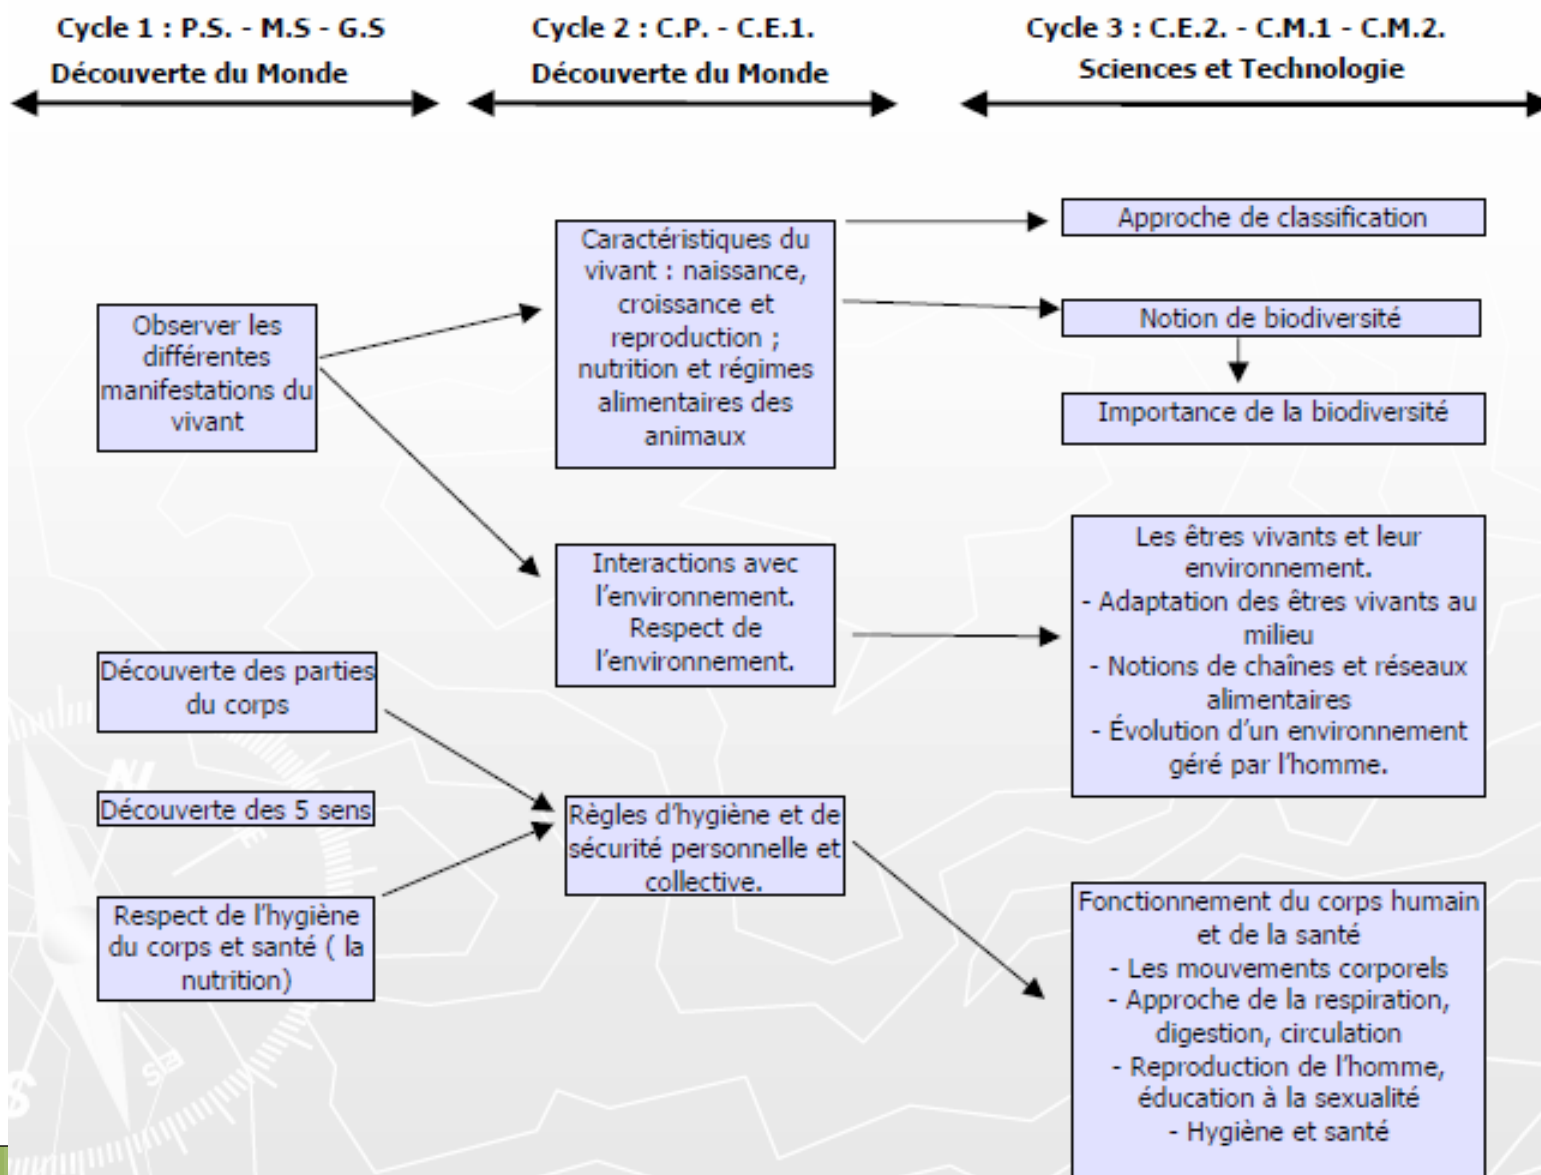 Cycle 1 : P.S. - M.S - G.S
Découverte du Monde
Cycle 2 : C.P. - C.E.1.
Découverte du Monde
Cycle 3 : C.E.2. - C.M.1 - C.M.2.
Sciences et Technologie
Observer les
différentes
manifestations du
vivant
Découverte des parties
du corps
Découverte des 5 sens
Respect de l'hygiène
du corps et santé ( la
nutrition)
Caractéristiques du
vivant : naissance,
croissance et
reproduction ;
nutrition et régimes
alimentaires des
animaux
Interactions avec
l'environnement.
Respect de
l'environnement.
Règles d'hygiène et de
sécurité personnelle et
collective.
Approche de classification
Notion de biodiversité
Importance de la biodiversité
Les êtres vivants et leur
environnement.
- Adaptation des êtres vivants au
milieu
- Notions de chaînes et réseaux
alimentaires
- Évolution d'un environnement
géré par l'homme.
Fonctionnement du corps humain
et de la santé
- Les mouvements corporels
- Approche de la respiration,
digestion, circulation
- Reproduction de l'homme,
éducation à la sexualité
- Hygiène et santé
N
E
S